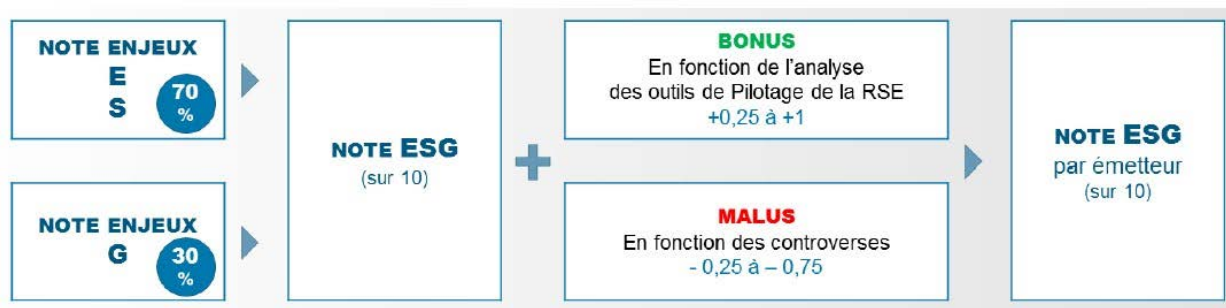 NOTE ENJEUX
E
S
70
%
NOTE ENJEUX
G
30
%
NOTE ESG
(sur 10)
BONUS
En fonction de l'analyse
des outils de Pilotage de la RSE
+0,25 à +1
MALUS
En fonction des controverses
- 0,25 à – 0,75
NOTE ESG
par émetteur
(sur 10)